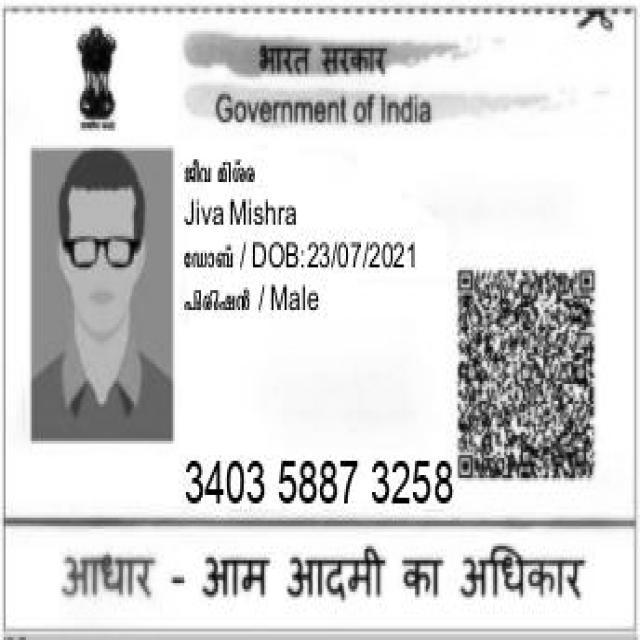 भारत सरकार
Government of India
ജീവ മിശ്ര
Jiva Mishra
ഡോബ് / DOB:23/07/2021
പിരിഷൻ / Male
3403 5887 3258
आधार - आम आदमी का अधिकार